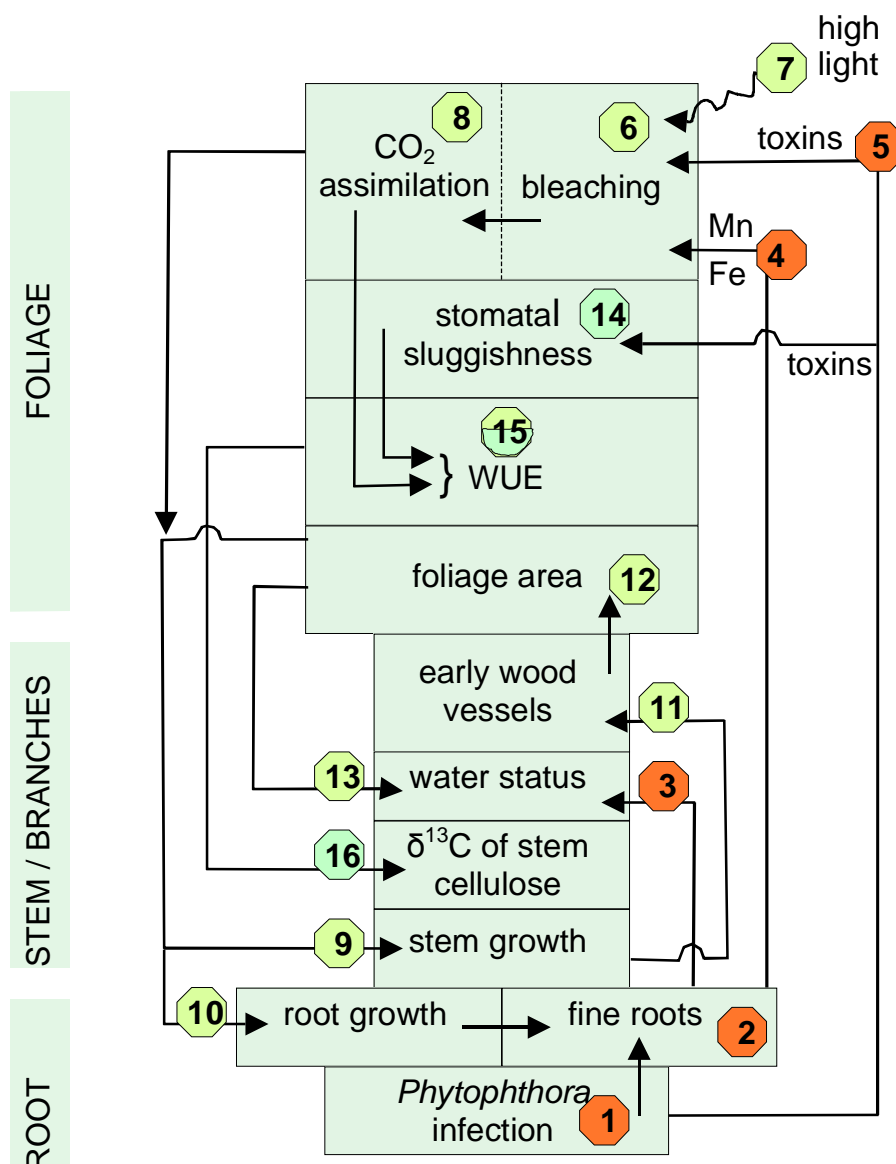 high
light
7
8
6
CO₂
assimilation
bleaching
toxins
5
Mn
Fe
4
FOLIAGE
stomatal
sluggishness
14
toxins
15
} WUE
foliage area
12
STEM / BRANCHES
early wood
vessels
11
13
water status
3
16
δ¹³C of stem
cellulose
9
stem growth
10
root growth
fine roots
2
ROOT
Phytophthora
infection
1